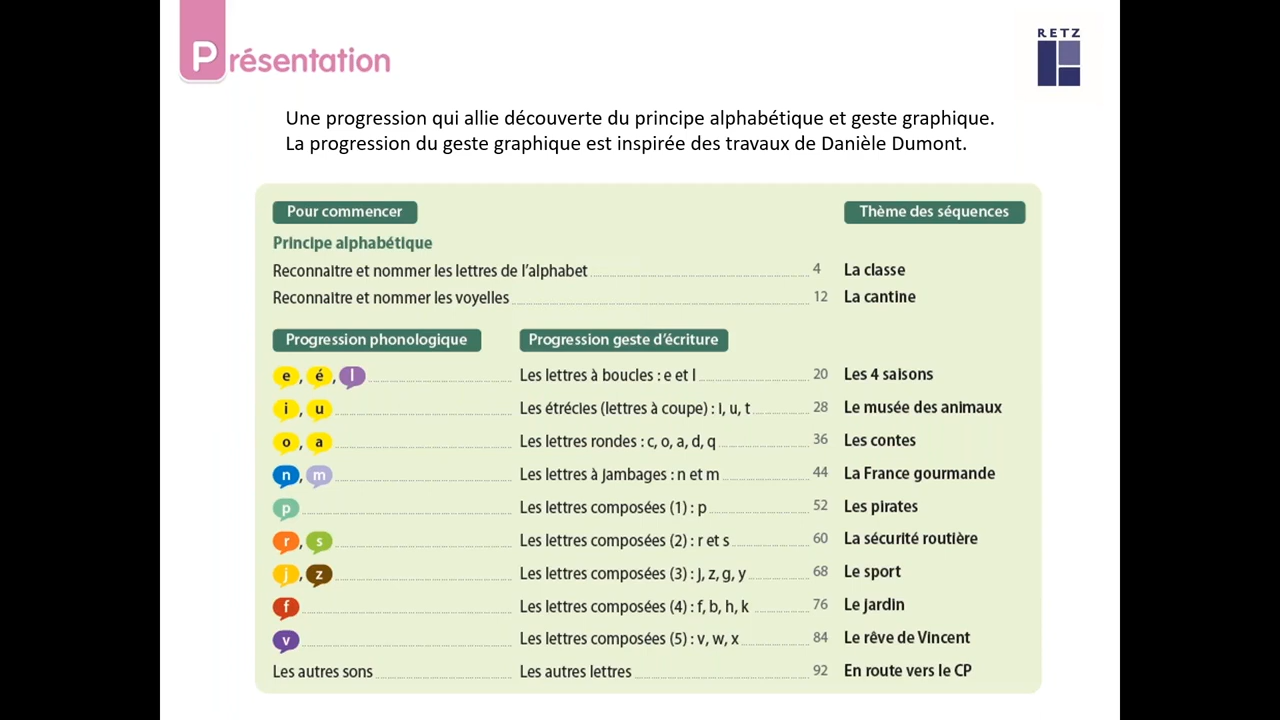 Présentation
RETZ
Une progression qui allie découverte du principe alphabétique et geste graphique.
La progression du geste graphique est inspirée des travaux de Danièle Dumont.
Pour commencer Thème des séquences
Principe alphabétique
Reconnaitre et nommer les lettres de l'alphabet 4 La classe
Reconnaitre et nommer les voyelles 12 La cantine
Progression phonologique Progression geste d'écriture
e, é, l Les lettres à boucles : e et l 20 Les 4 saisons
i, u Les étrécies (lettres à coupe) : i, u, t 28 Le musée des animaux
o, a Les lettres rondes : c, o, a, d, q 36 Les contes
n, m Les lettres à jambages : n et m 44 La France gourmande
p Les lettres composées (1) : p 52 Les pirates
r, s Les lettres composées (2) : r et s 60 La sécurité routière
j, z Les lettres composées (3) : j, z, g, y 68 Le sport
f Les lettres composées (4) : f, b, h, k 76 Le jardin
v Les lettres composées (5) : v, w, x 84 Le rêve de Vincent
Les autres sons Les autres lettres 92 En route vers le CP